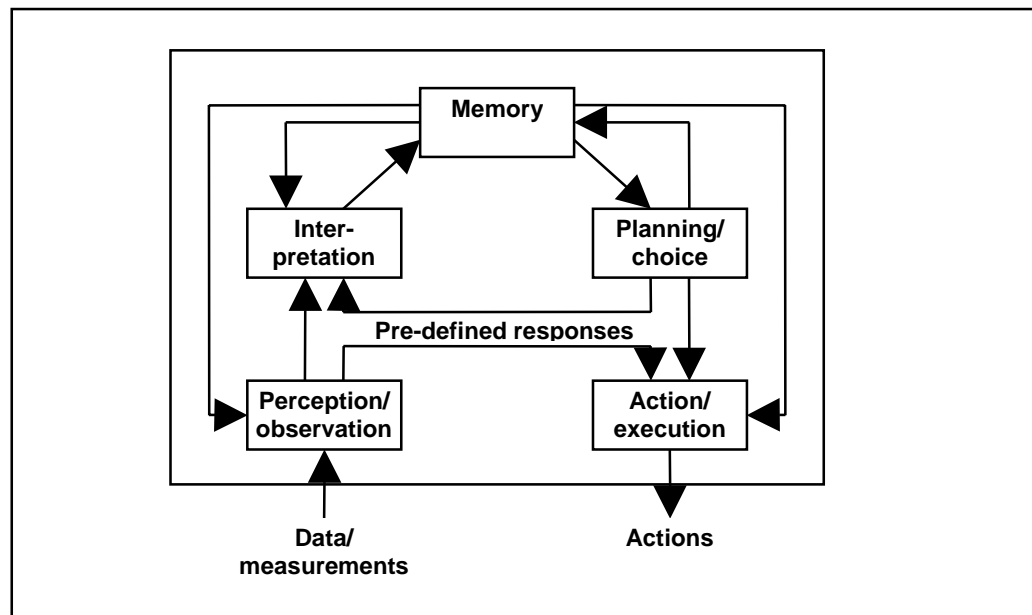 Memory
Inter-
pretation
Planning/
choice
Pre-defined responses
Perception/
observation
Action/
execution
Data/
measurements
Actions